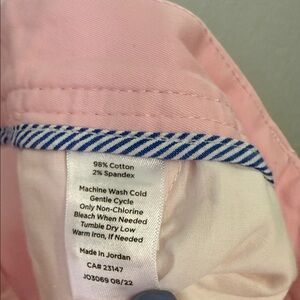 98% Cotton
2% Spandex
Machine Wash Cold
Gentle Cycle
Only Non-Chlorine
Bleach When Needed
Tumble Dry Low
Warm Iron, If Needed
Made in Jordan
CA# 23147
JO3069 08/22